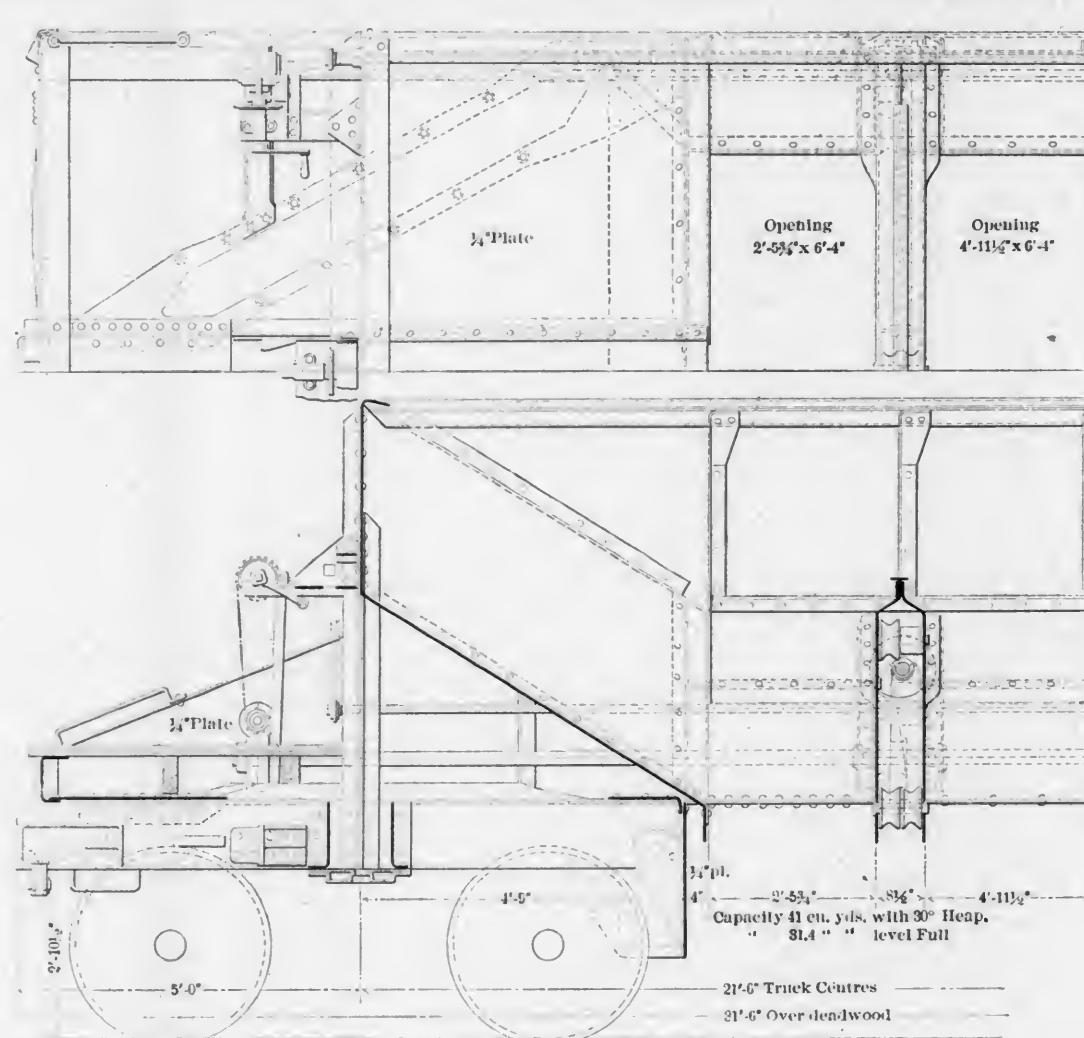 ¼" Plate
Opening
2'-5¾" x 6'-4"
Opening
4'-11½" x 6'-4"
¼" Plate
¼" pl.
4'-9"
4"
2'-5¾"
8½"
4'-11½"
Capacity 41 cu. yds. with 30° Heap.
" 31.4 " " level Full
2'-10½"
5'-0"
21'-6" Truck Centres
31'-6" Over deadwood